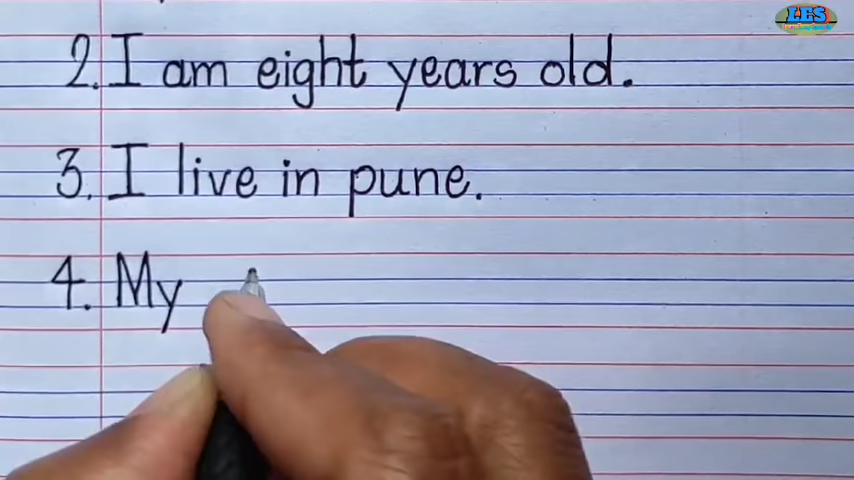 LES
2. I am eight years old.
3. I live in pune.
4. My